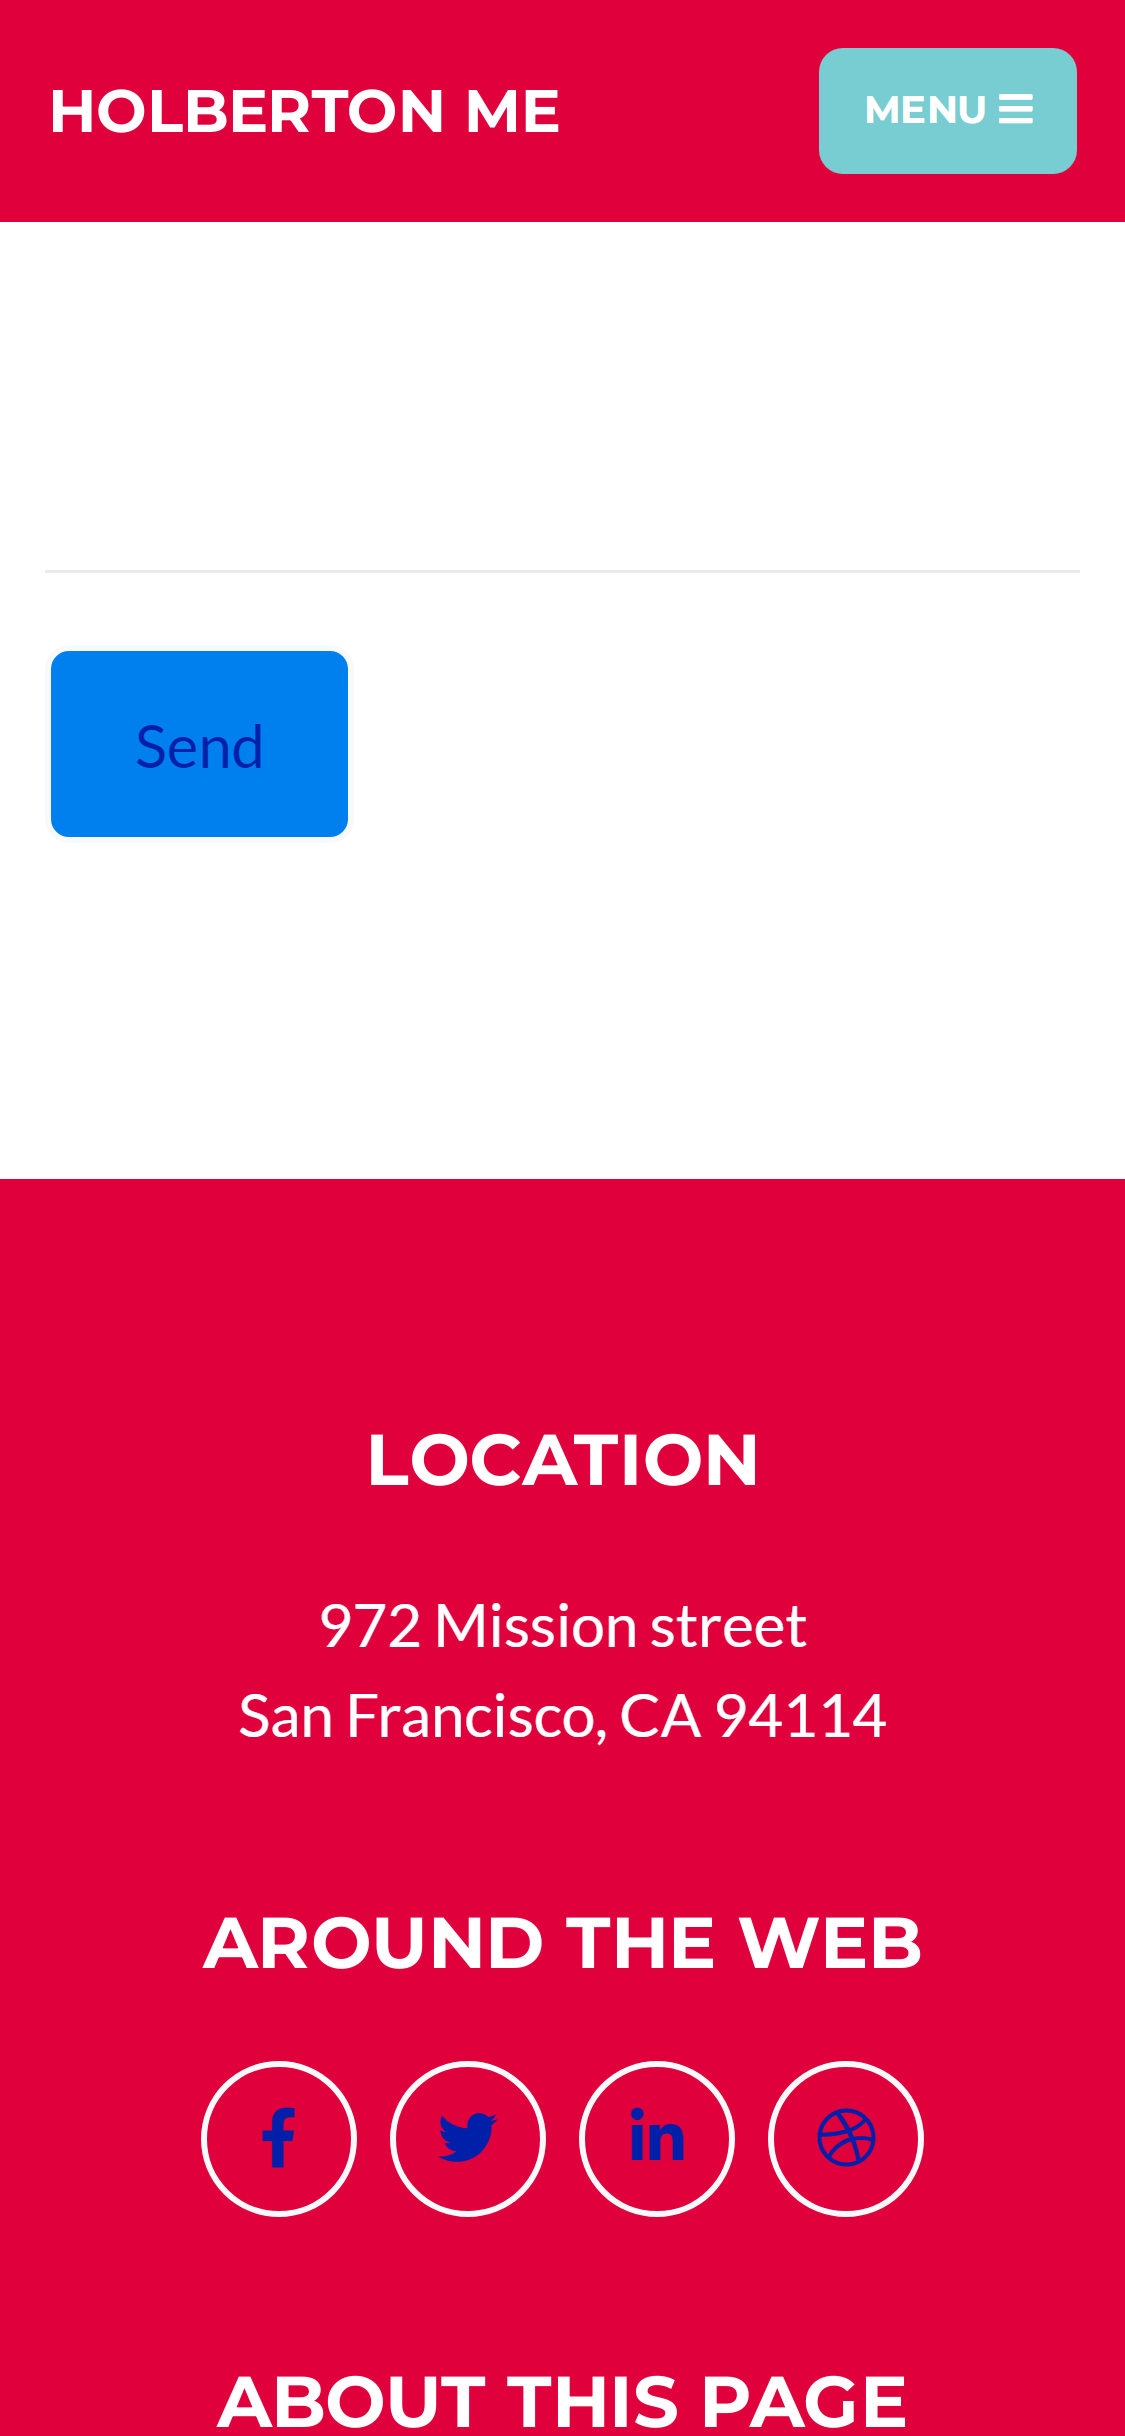 HOLBERTON ME
MENU
Send
LOCATION
972 Mission street
San Francisco, CA 94114
AROUND THE WEB
ABOUT THIS PAGE